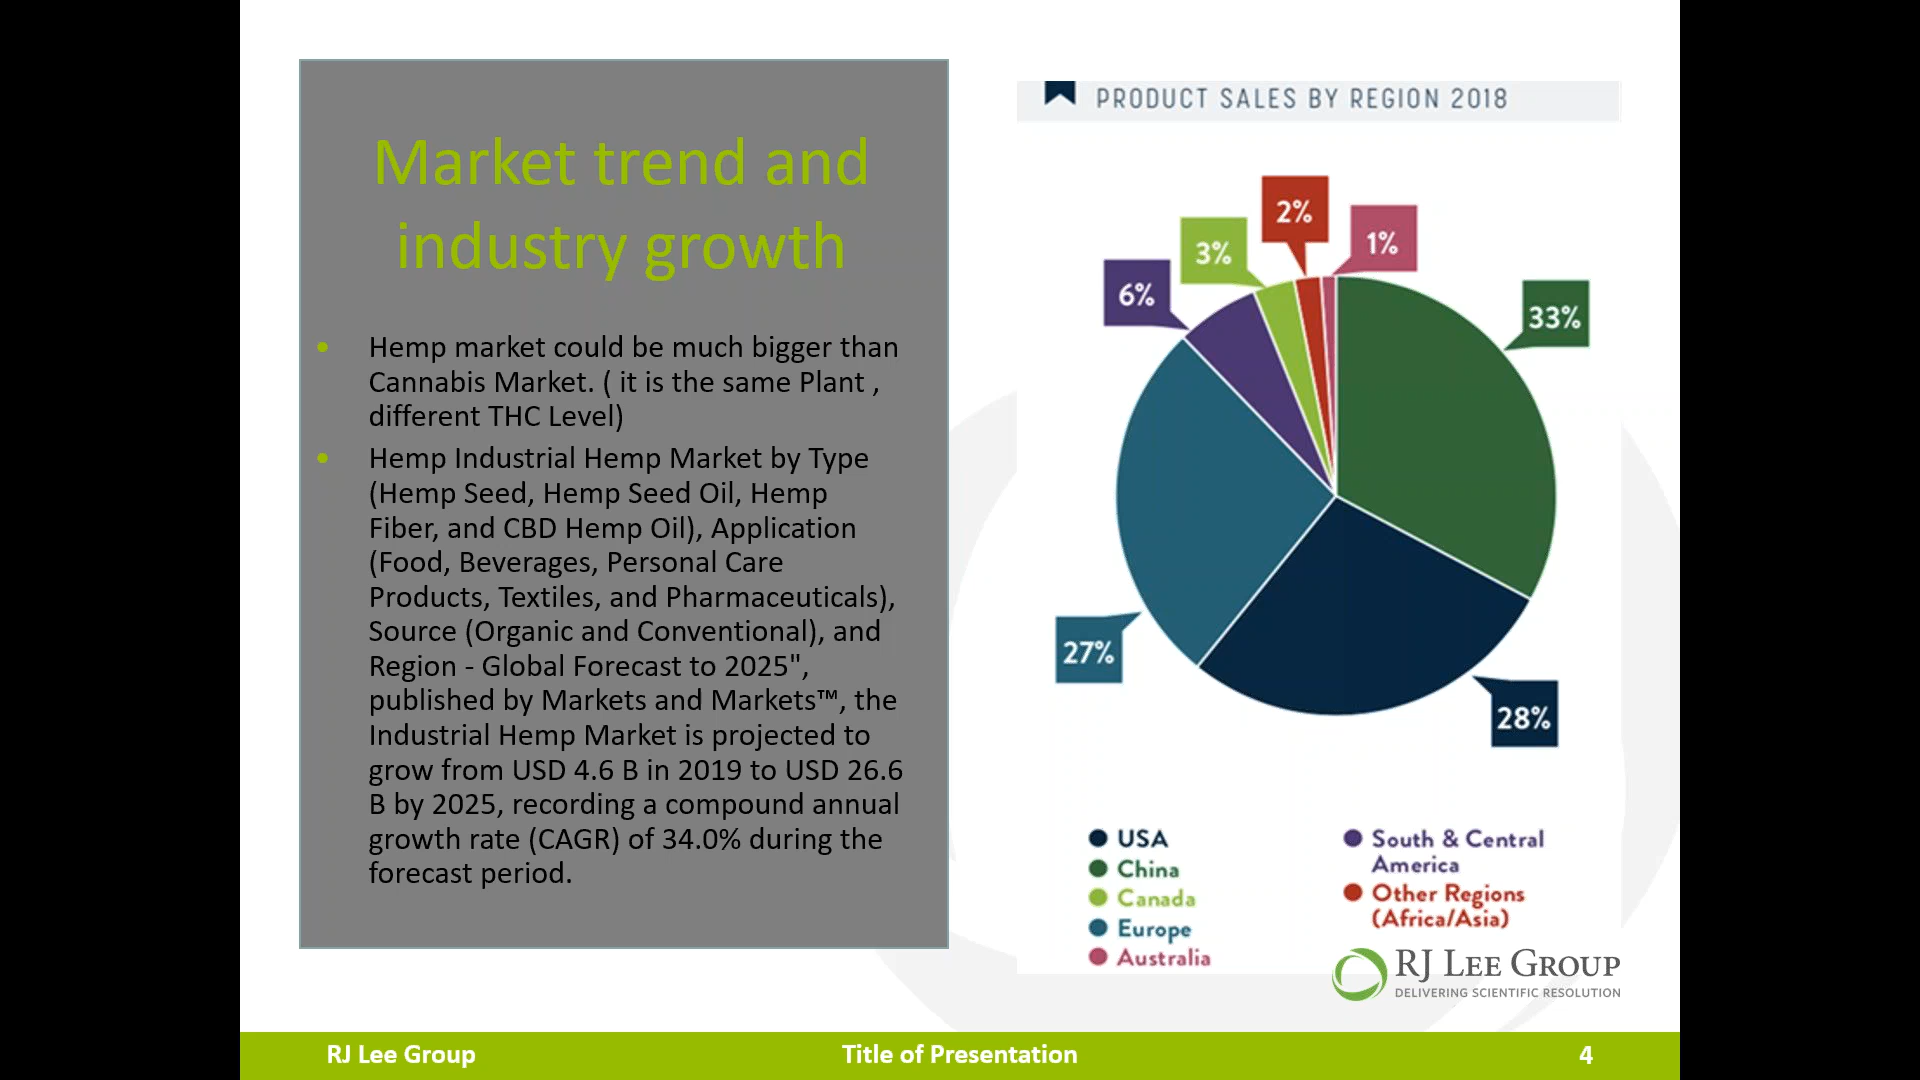 Market trend and
industry growth
• Hemp market could be much bigger than
Cannabis Market. ( it is the same Plant ,
different THC Level)
• Hemp Industrial Hemp Market by Type
(Hemp Seed, Hemp Seed Oil, Hemp
Fiber, and CBD Hemp Oil), Application
(Food, Beverages, Personal Care
Products, Textiles, and Pharmaceuticals),
Source (Organic and Conventional), and
Region - Global Forecast to 2025",
published by Markets and Markets™, the
Industrial Hemp Market is projected to
grow from USD 4.6 B in 2019 to USD 26.6
B by 2025, recording a compound annual
growth rate (CAGR) of 34.0% during the
forecast period.
PRODUCT SALES BY REGION 2018
2%
1%
3%
6%
33%
27%
28%
USA
China
Canada
Europe
Australia
South & Central
America
Other Regions
(Africa/Asia)
RJ LEE GROUP
DELIVERING SCIENTIFIC RESOLUTION
RJ Lee Group
Title of Presentation
4